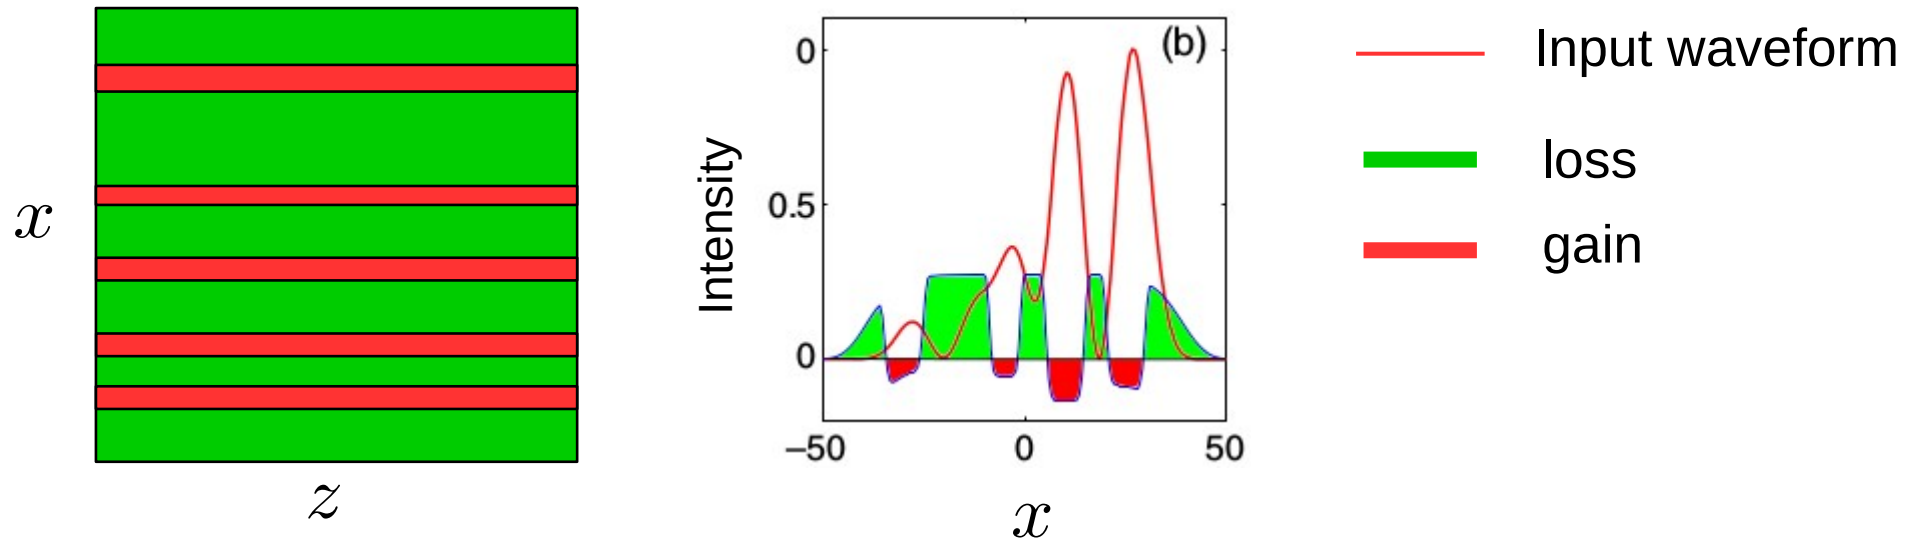 x
z
(b)
Intensity
0
0.5
0
−50 0 50
x
Input waveform
loss
gain